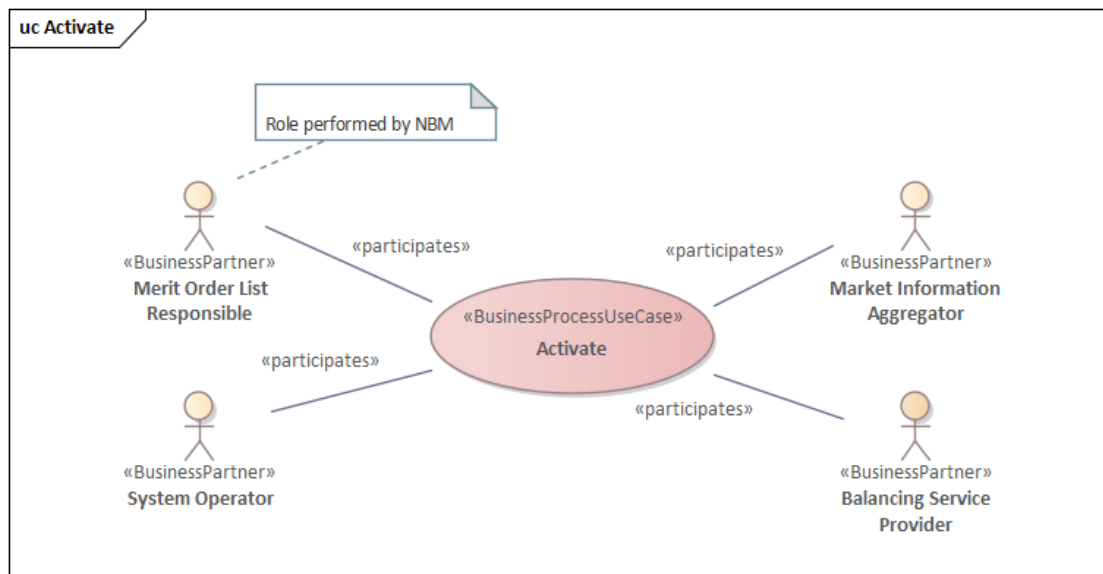 uc Activate
Role performed by NBM
«participates»
«participates»
«BusinessPartner»
Merit Order List
Responsible
«BusinessPartner»
Market Information
Aggregator
«BusinessProcessUseCase»
Activate
«participates»
«participates»
«BusinessPartner»
System Operator
«BusinessPartner»
Balancing Service
Provider